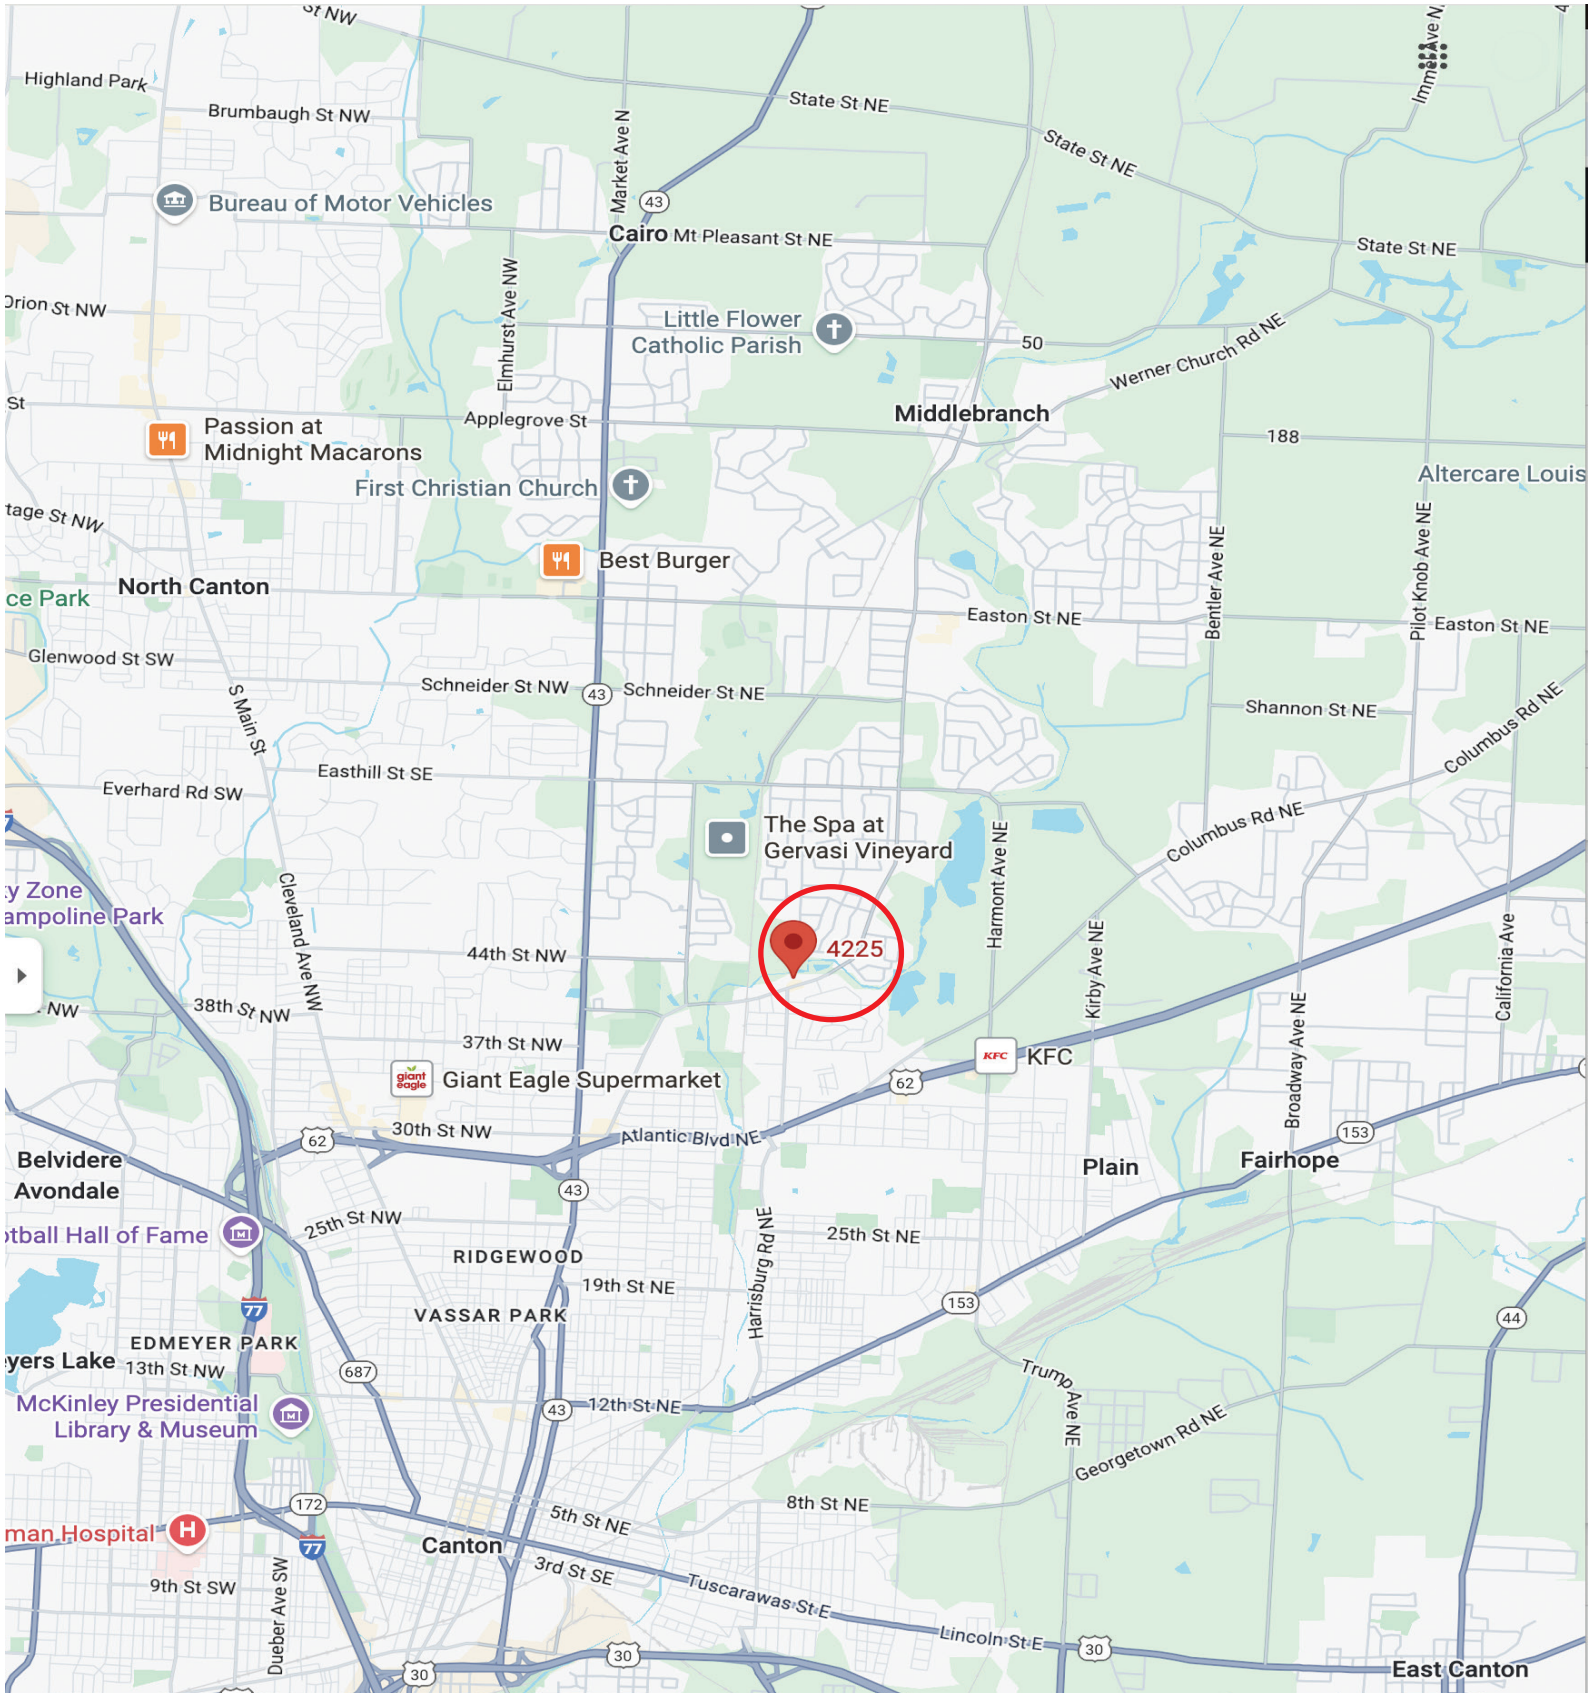 St NW
Highland Park
Brumbaugh St NW
Market Ave N
State St NE
State St NE
Bureau of Motor Vehicles
43
Cairo
Mt Pleasant St NE
State St NE
Orion St NW
Elmhurst Ave NW
Little Flower
Catholic Parish
50
Werner Church Rd NE
St
Applegrove St
Middlebranch
188
Passion at
Midnight Macarons
First Christian Church
Altercare Louis
tage St NW
Best Burger
Bentler Ave NE
Pilot Knob Ave NE
North Canton
ce Park
Easton St NE
Easton St NE
Glenwood St SW
S Main St
Schneider St NW
43
Schneider St NE
Shannon St NE
Columbus Rd NE
Easthill St SE
Everhard Rd SW
The Spa at
Gervasi Vineyard
Harmont Ave NE
Columbus Rd NE
ky Zone
ampoline Park
Cleveland Ave NW
44th St NW
4225
Kirby Ave NE
California Ave
NW
38th St NW
37th St NW
KFC
KFC
Broadway Ave NE
giant
eagle
Giant Eagle Supermarket
62
62
30th St NW
Atlantic Blvd NE
153
Belvidere
Avondale
Plain
Fairhope
43
25th St NW
otball Hall of Fame
25th St NE
RIDGEWOOD
Harrisburg Rd NE
19th St NE
77
VASSAR PARK
153
44
EDMEYER PARK
eyers Lake
13th St NW
687
Trump Ave NE
McKinley Presidential
Library & Museum
43
12th St NE
Georgetown Rd NE
172
8th St NE
5th St NE
man Hospital
H
77
Canton
3rd St SE
9th St SW
Dueber Ave SW
Tuscarawas St E
Lincoln St E
30
30
30
East Canton